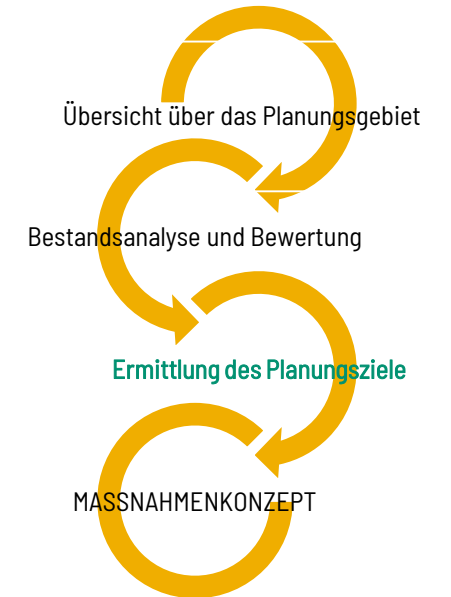 Übersicht über das Planungsgebiet
Bestandsanalyse und Bewertung
Ermittlung des Planungsziele
MASSNAHMENKONZEPT